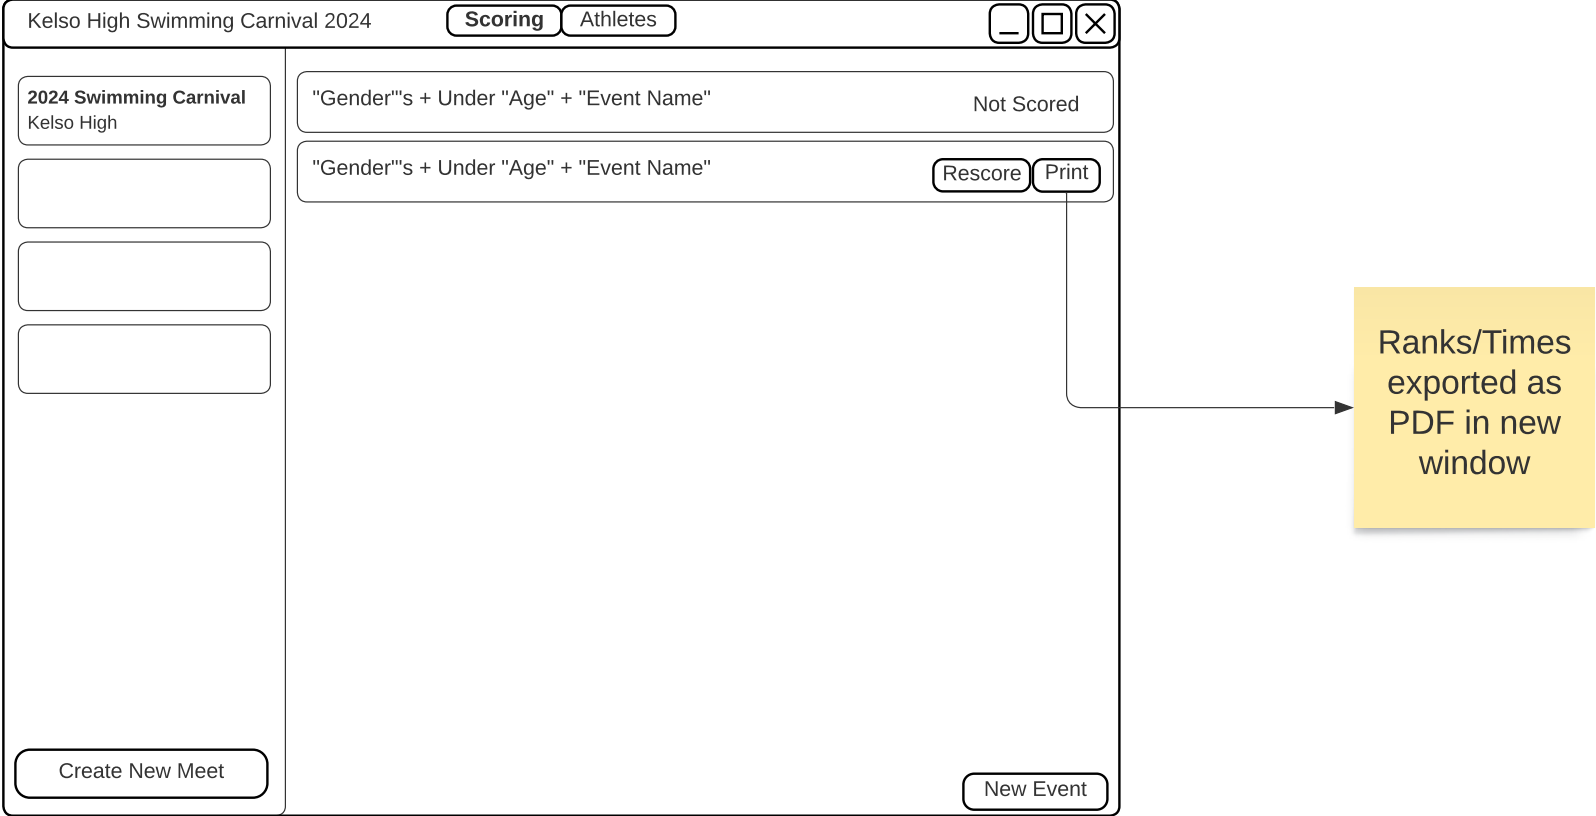 Kelso High Swimming Carnival 2024
Scoring
Athletes
2024 Swimming Carnival
Kelso High
"Gender"'s + Under "Age" + "Event Name"
Not Scored
"Gender"'s + Under "Age" + "Event Name"
Rescore
Print
Ranks/Times
exported as
PDF in new
window
Create New Meet
New Event